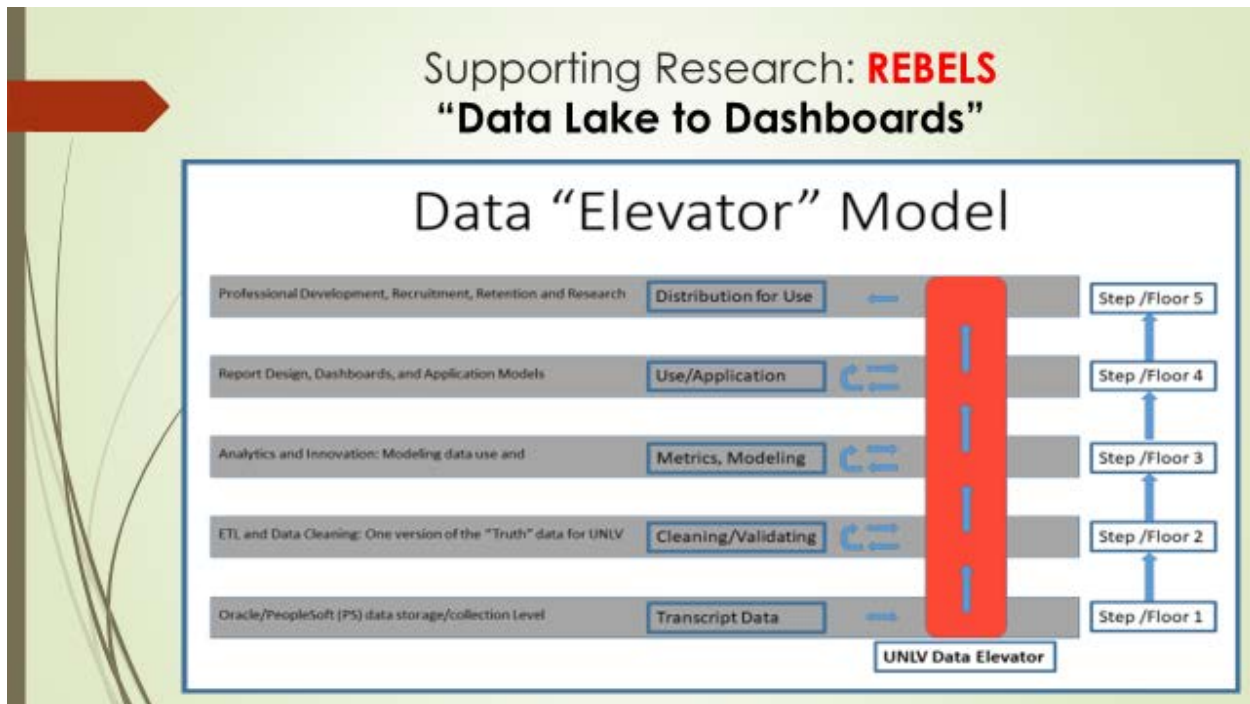 Supporting Research: REBELS
“Data Lake to Dashboards”
Data “Elevator” Model
Professional Development, Recruitment, Retention and Research
Distribution for Use
Step /Floor 5
Report Design, Dashboards, and Application Models
Use/Application
Step /Floor 4
Analytics and Innovation: Modeling data use and
Metrics, Modeling
Step /Floor 3
ETL and Data Cleaning: One version of the “Truth” data for UNLV
Cleaning/Validating
Step /Floor 2
Oracle/PeopleSoft (PS) data storage/collection Level
Transcript Data
Step /Floor 1
UNLV Data Elevator